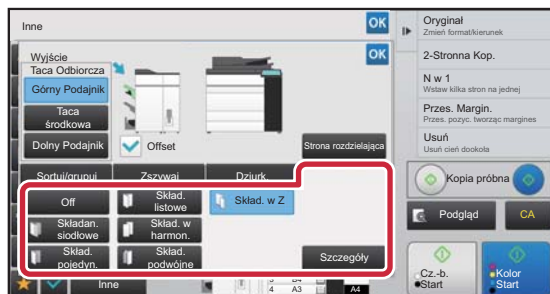 Inne
OK
Wyjście
OK
Taca Odbiorcza
Górny Podajnik
Taca
środkowa
Dolny Podajnik
Offset
Strona rozdzielająca
Sortuj/grupuj
Zszywaj
Dziurk.
Off
Skład.
listowe
Skład. w Z
Składan.
siodłowe
Skład. w
harmon.
Skład.
pojedyn.
Skład.
podwójne
Szczegóły
Inne
4
A3
A4
Oryginał
Zmień format/kierunek
2-Stronna Kop.
N w 1
Wstaw kilka stron na jednej
Przes. Margin.
Przes. pozyc. tworząc margines
Usuń
Usuń cień dookoła
Kopia próbna
Podgląd
CA
Cz.-b.
Start
Kolor
Start